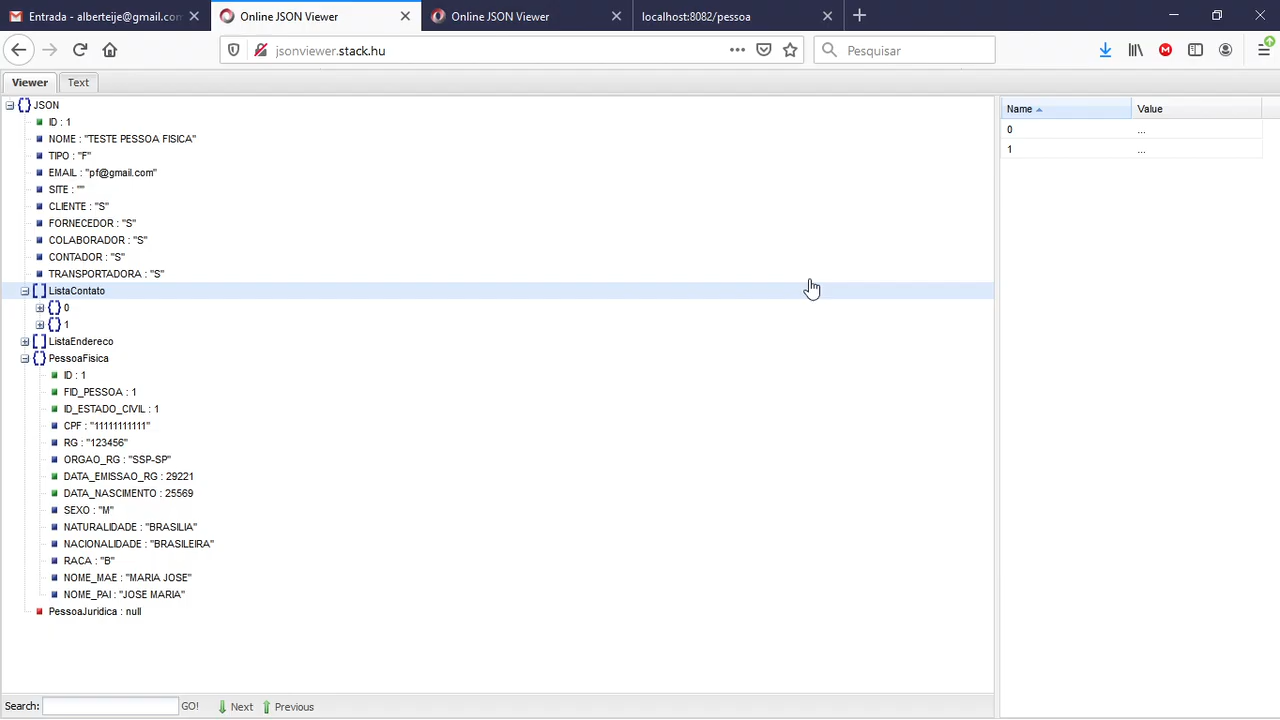 Entrada - alberteije@gmail.com
Online JSON Viewer
Online JSON Viewer
localhost:8082/pessoa
jsonviewer.stack.hu
Pesquisar
Viewer
Text
JSON
ID : 1
NOME : "TESTE PESSOA FISICA"
TIPO : "F"
EMAIL : "pf@gmail.com"
SITE : ""
CLIENTE : "S"
FORNECEDOR : "S"
COLABORADOR : "S"
CONTADOR : "S"
TRANSPORTADORA : "S"
ListaContato
0
1
ListaEndereco
PessoaFisica
ID : 1
FID_PESSOA : 1
ID_ESTADO_CIVIL : 1
CPF : "11111111111"
RG : "123456"
ORGAO_RG : "SSP-SP"
DATA_EMISSAO_RG : 29221
DATA_NASCIMENTO : 25569
SEXO : "M"
NATURALIDADE : "BRASILIA"
NACIONALIDADE : "BRASILEIRA"
RACA : "B"
NOME_MAE : "MARIA JOSE"
NOME_PAI : "JOSE MARIA"
PessoaJuridica : null
Name Value
0 ...
1 ...
Search: GO! Next Previous